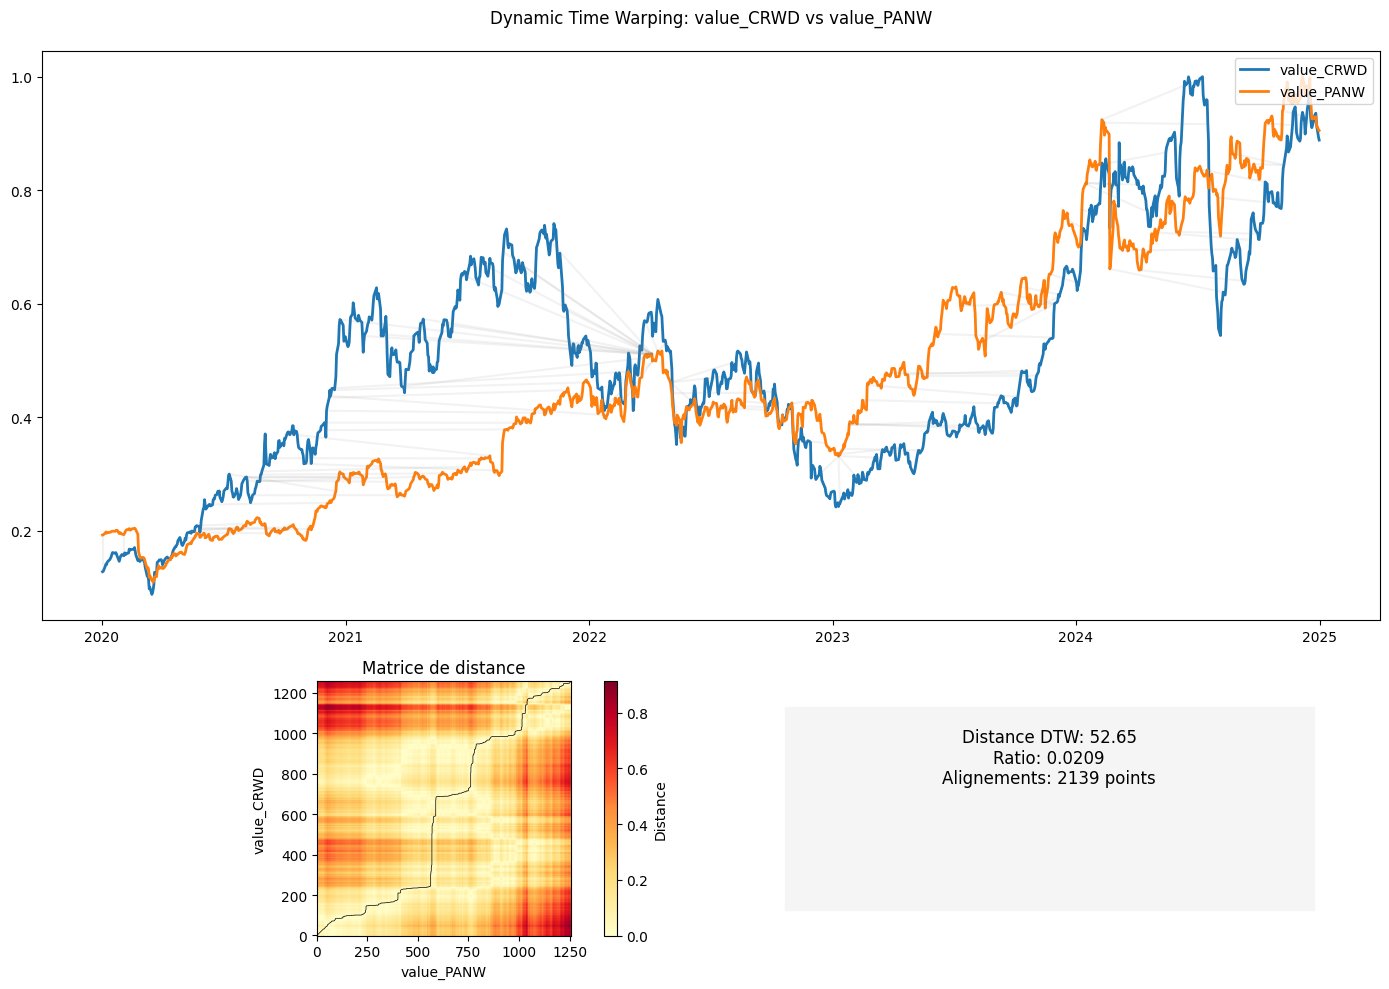 Dynamic Time Warping: value_CRWD vs value_PANW
value_CRWD
value_PANW
1.0
0.8
0.6
0.4
0.2
2020 2021 2022 2023 2024 2025
Matrice de distance
1200
1000
800
600
400
200
0
value_CRWD
0 250 500 750 1000 1250
value_PANW
0.8
0.6
0.4
0.2
0.0
Distance
Distance DTW: 52.65
Ratio: 0.0209
Alignements: 2139 points